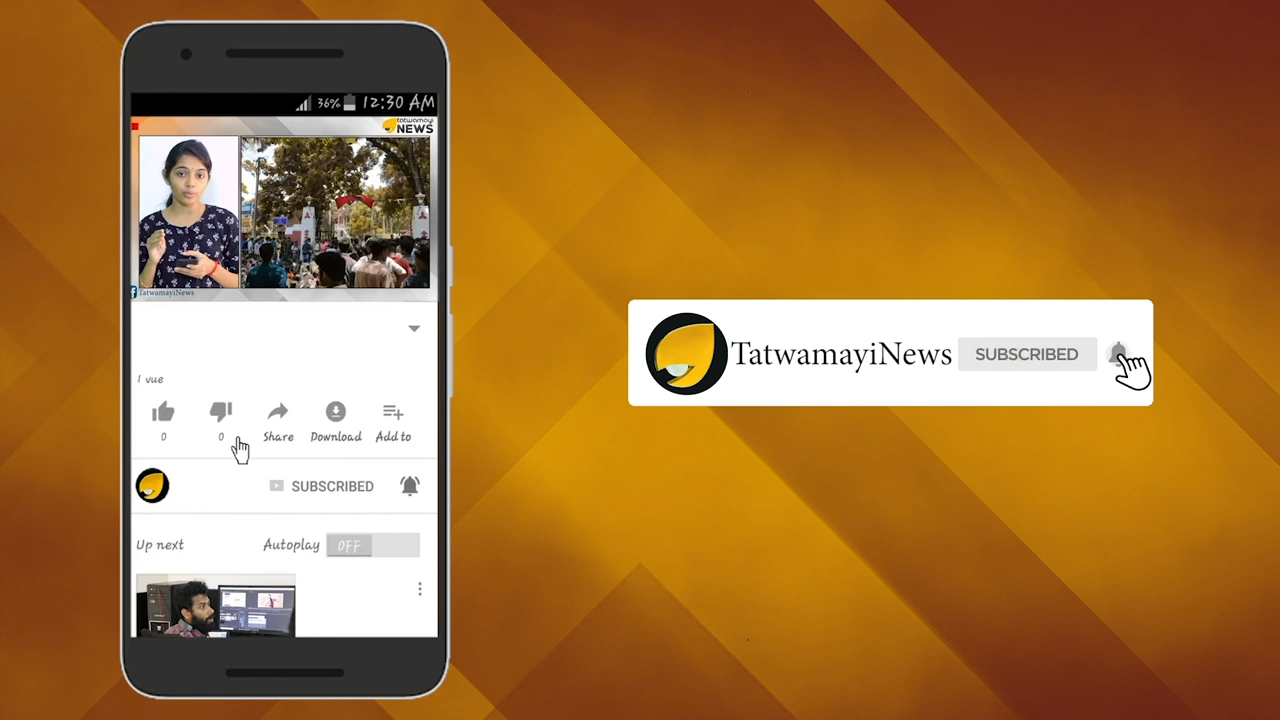 36% 12:30 AM
tatwamayi
NEWS
TatwamayiNews
1 vue
0 0 Share Download Add to
SUBSCRIBED
Up next Autoplay OFF
TatwamayiNews SUBSCRIBED